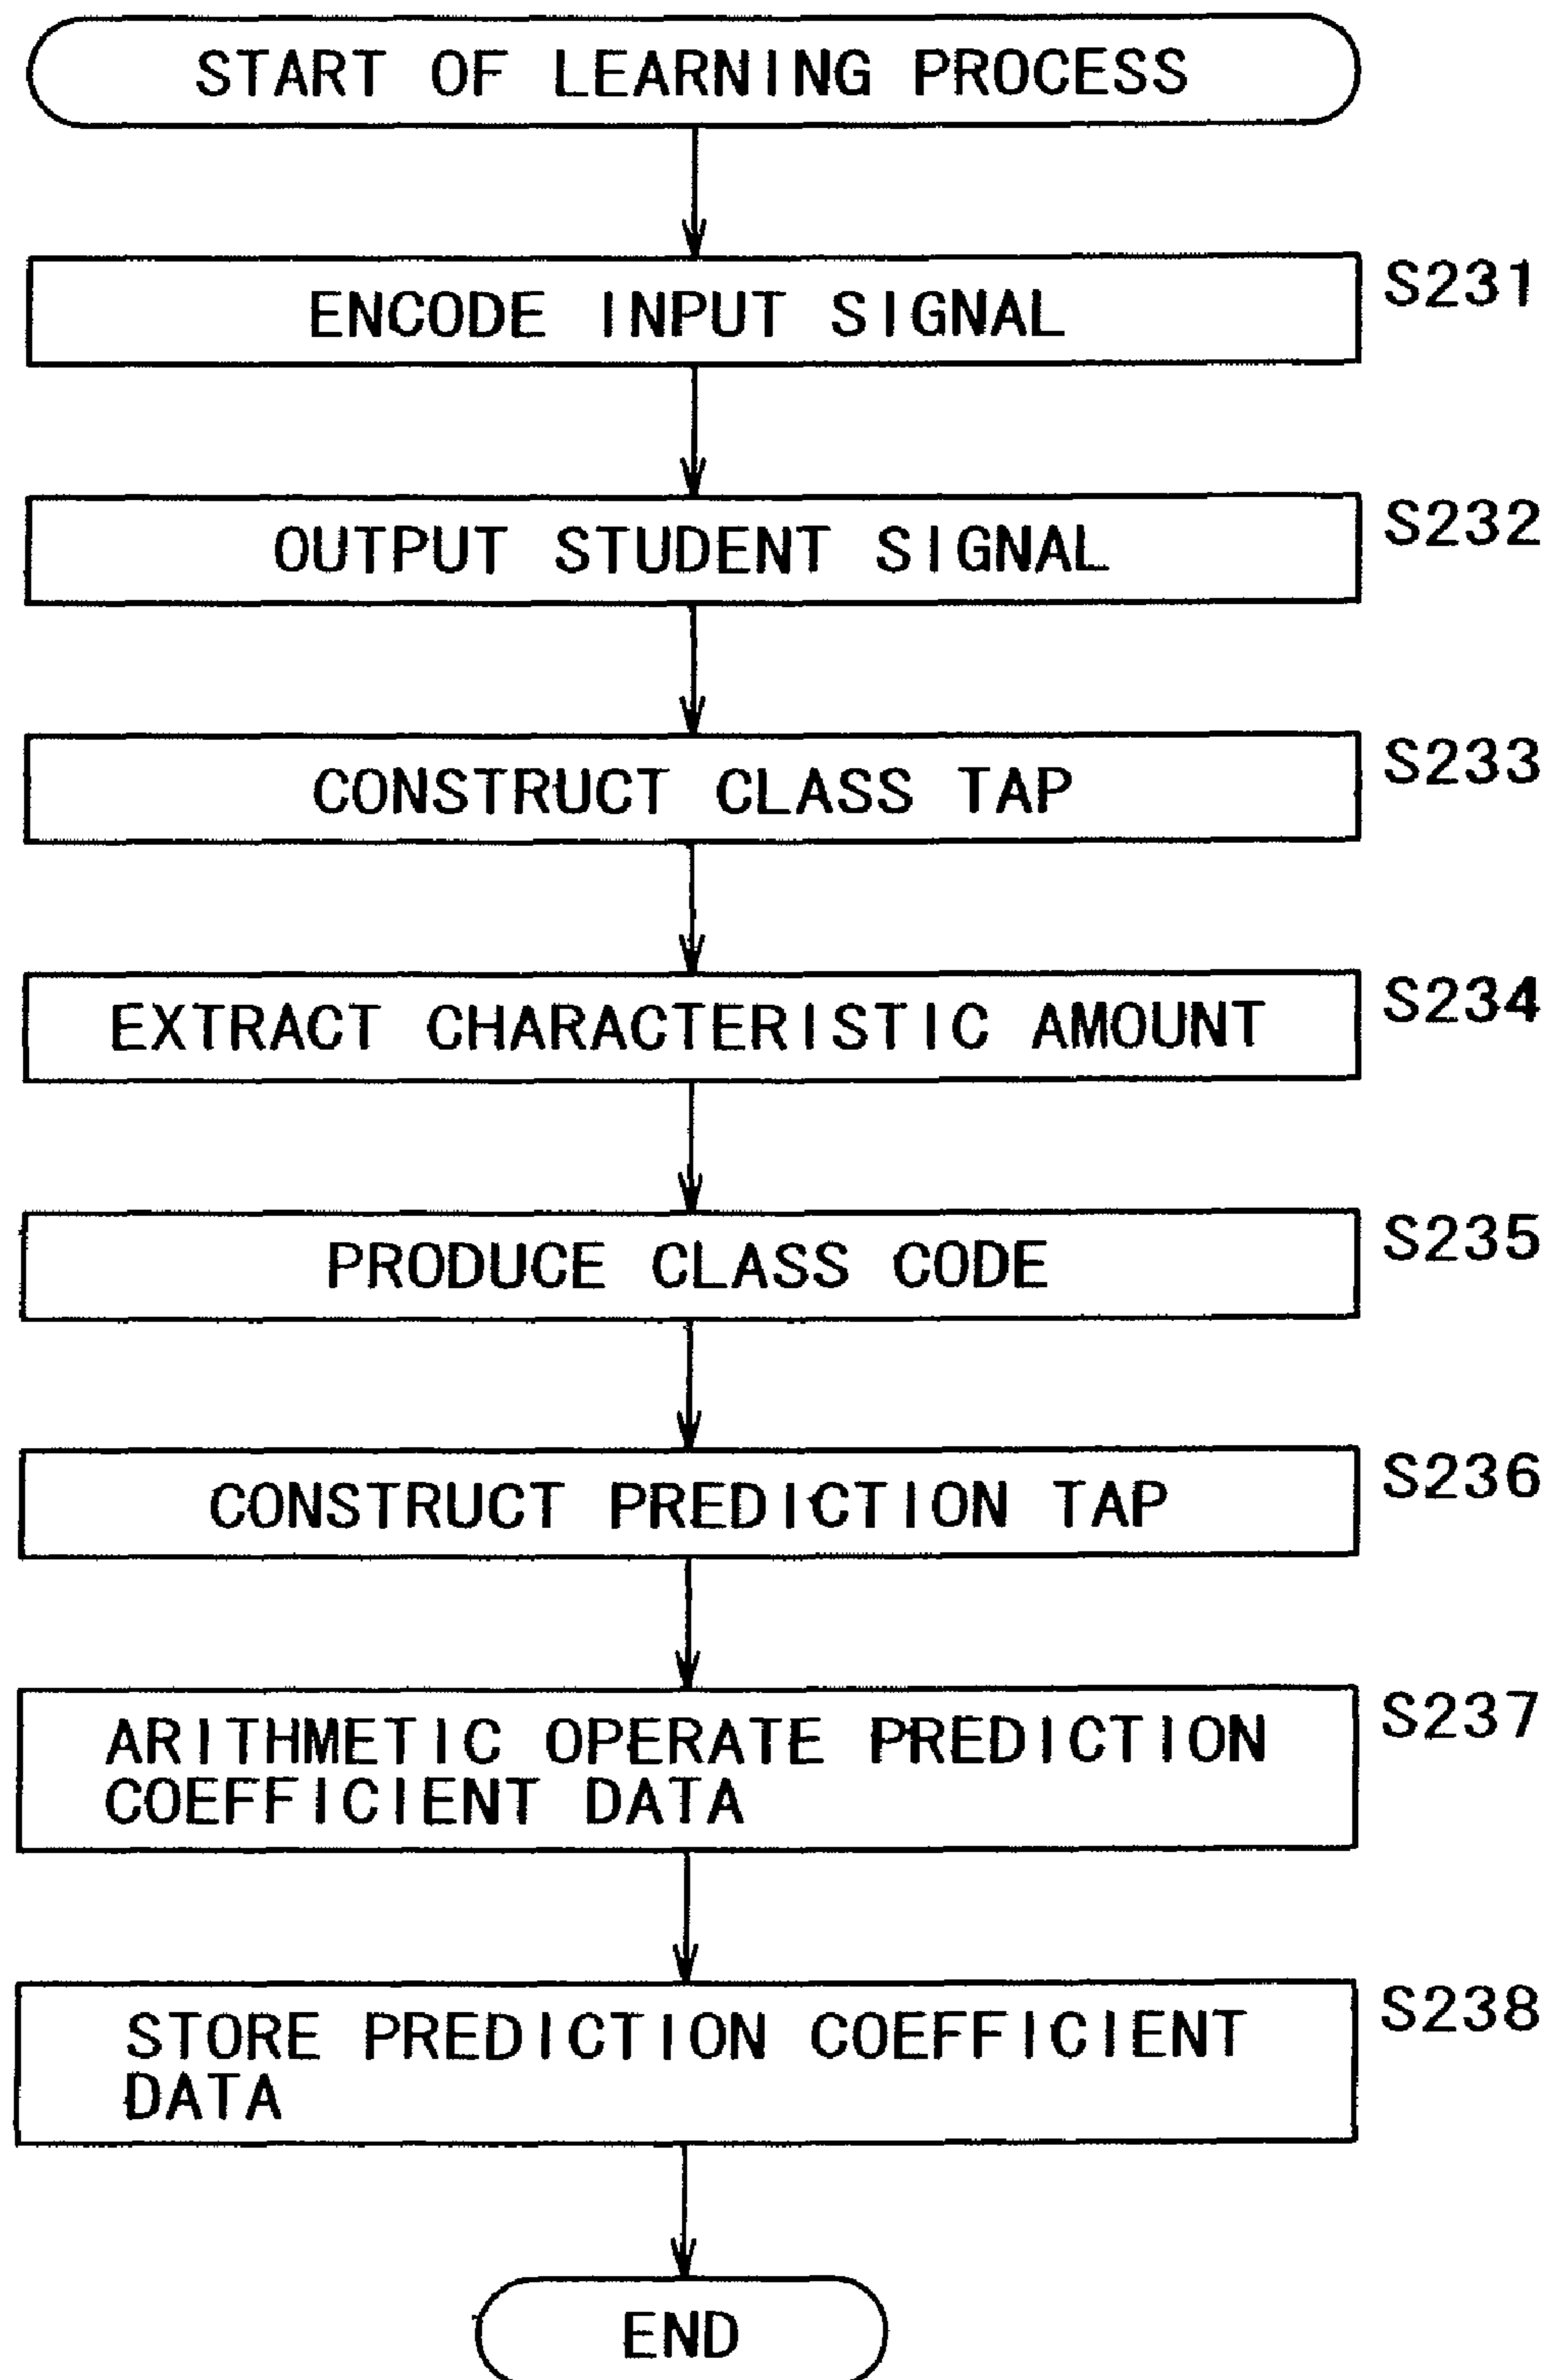 START OF LEARNING PROCESS
ENCODE INPUT SIGNAL
S231
OUTPUT STUDENT SIGNAL
S232
CONSTRUCT CLASS TAP
S233
EXTRACT CHARACTERISTIC AMOUNT
S234
PRODUCE CLASS CODE
S235
CONSTRUCT PREDICTION TAP
S236
ARITHMETIC OPERATE PREDICTION
COEFFICIENT DATA
S237
STORE PREDICTION COEFFICIENT
DATA
S238
END